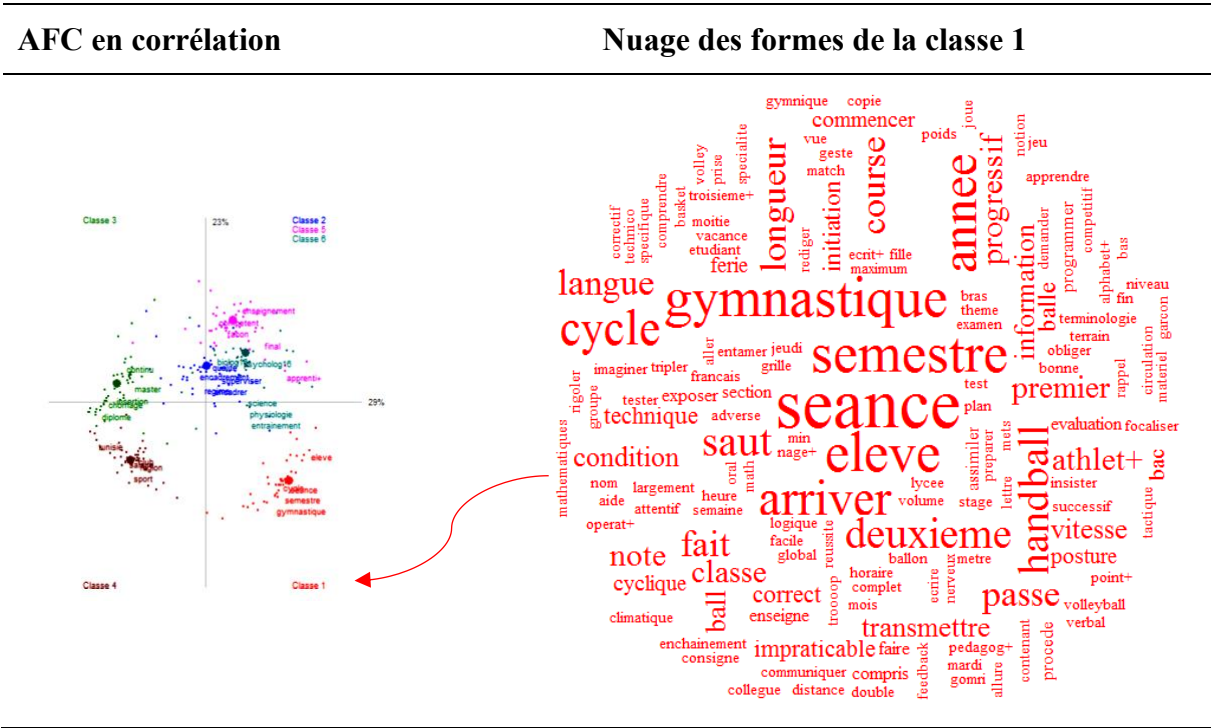 AFC en corrélation
Nuage des formes de la classe 1
Classe 3
23%
Classe 2
Classe 5
Classe 6
enseignement
final
apprenti+
master
diplome
29%
science
physiologie
entrainement
tunisie
sport
eleve
semestre
gymnastique
Classe 4
Classe 1
gymnique copie
commencer
joue
vue
poids
notion
jeu
geste
match
volley
prise
specialite
longueur
course
annee
progressif
apprendre
troisieme+
correctif
technico
specifique
comprendre
basket
moitie
vacance
etudiant
ferie
rediger
initiation
ecrit+ fille
maximum
information
demander
balle
programmer
competitif
alphabet+
bas
langue
gymnastique
cycle
bras
theme
examen
niveau
fin
terminologie
terrain
obliger
bonne
rappel
circulation
materiel
garcon
aller
entamer jeudi
grille
semestre
imaginer tripler
francais
rigoler
groupe
tester exposer section
technique adverse
seance
test
plan
premier
mathematiques
saut
min
nage+
eleve
assimiler
preparer
mets
handball
evaluation focaliser
condition
athlet+
bac
oral
math
nom
aide
largement
attentif
heure
semaine
arriver
lycee
volume
stage
lettre
insister
successif
tactique
operat+
logique
facile
global
reussite
deuxieme
vitesse
note
fait
ballon
metre
posture
cyclique
classe
horaire
complet
mois
ecrire
nerveux
passe
point+
volleyball
verbal
climatique
ball
correct
enseigne
troooop
transmettre
enchainement
consigne
impraticable faire
pedagog+
mardi
gomri
allure
contenant
procede
communiquer compris
feedback
collegue distance double